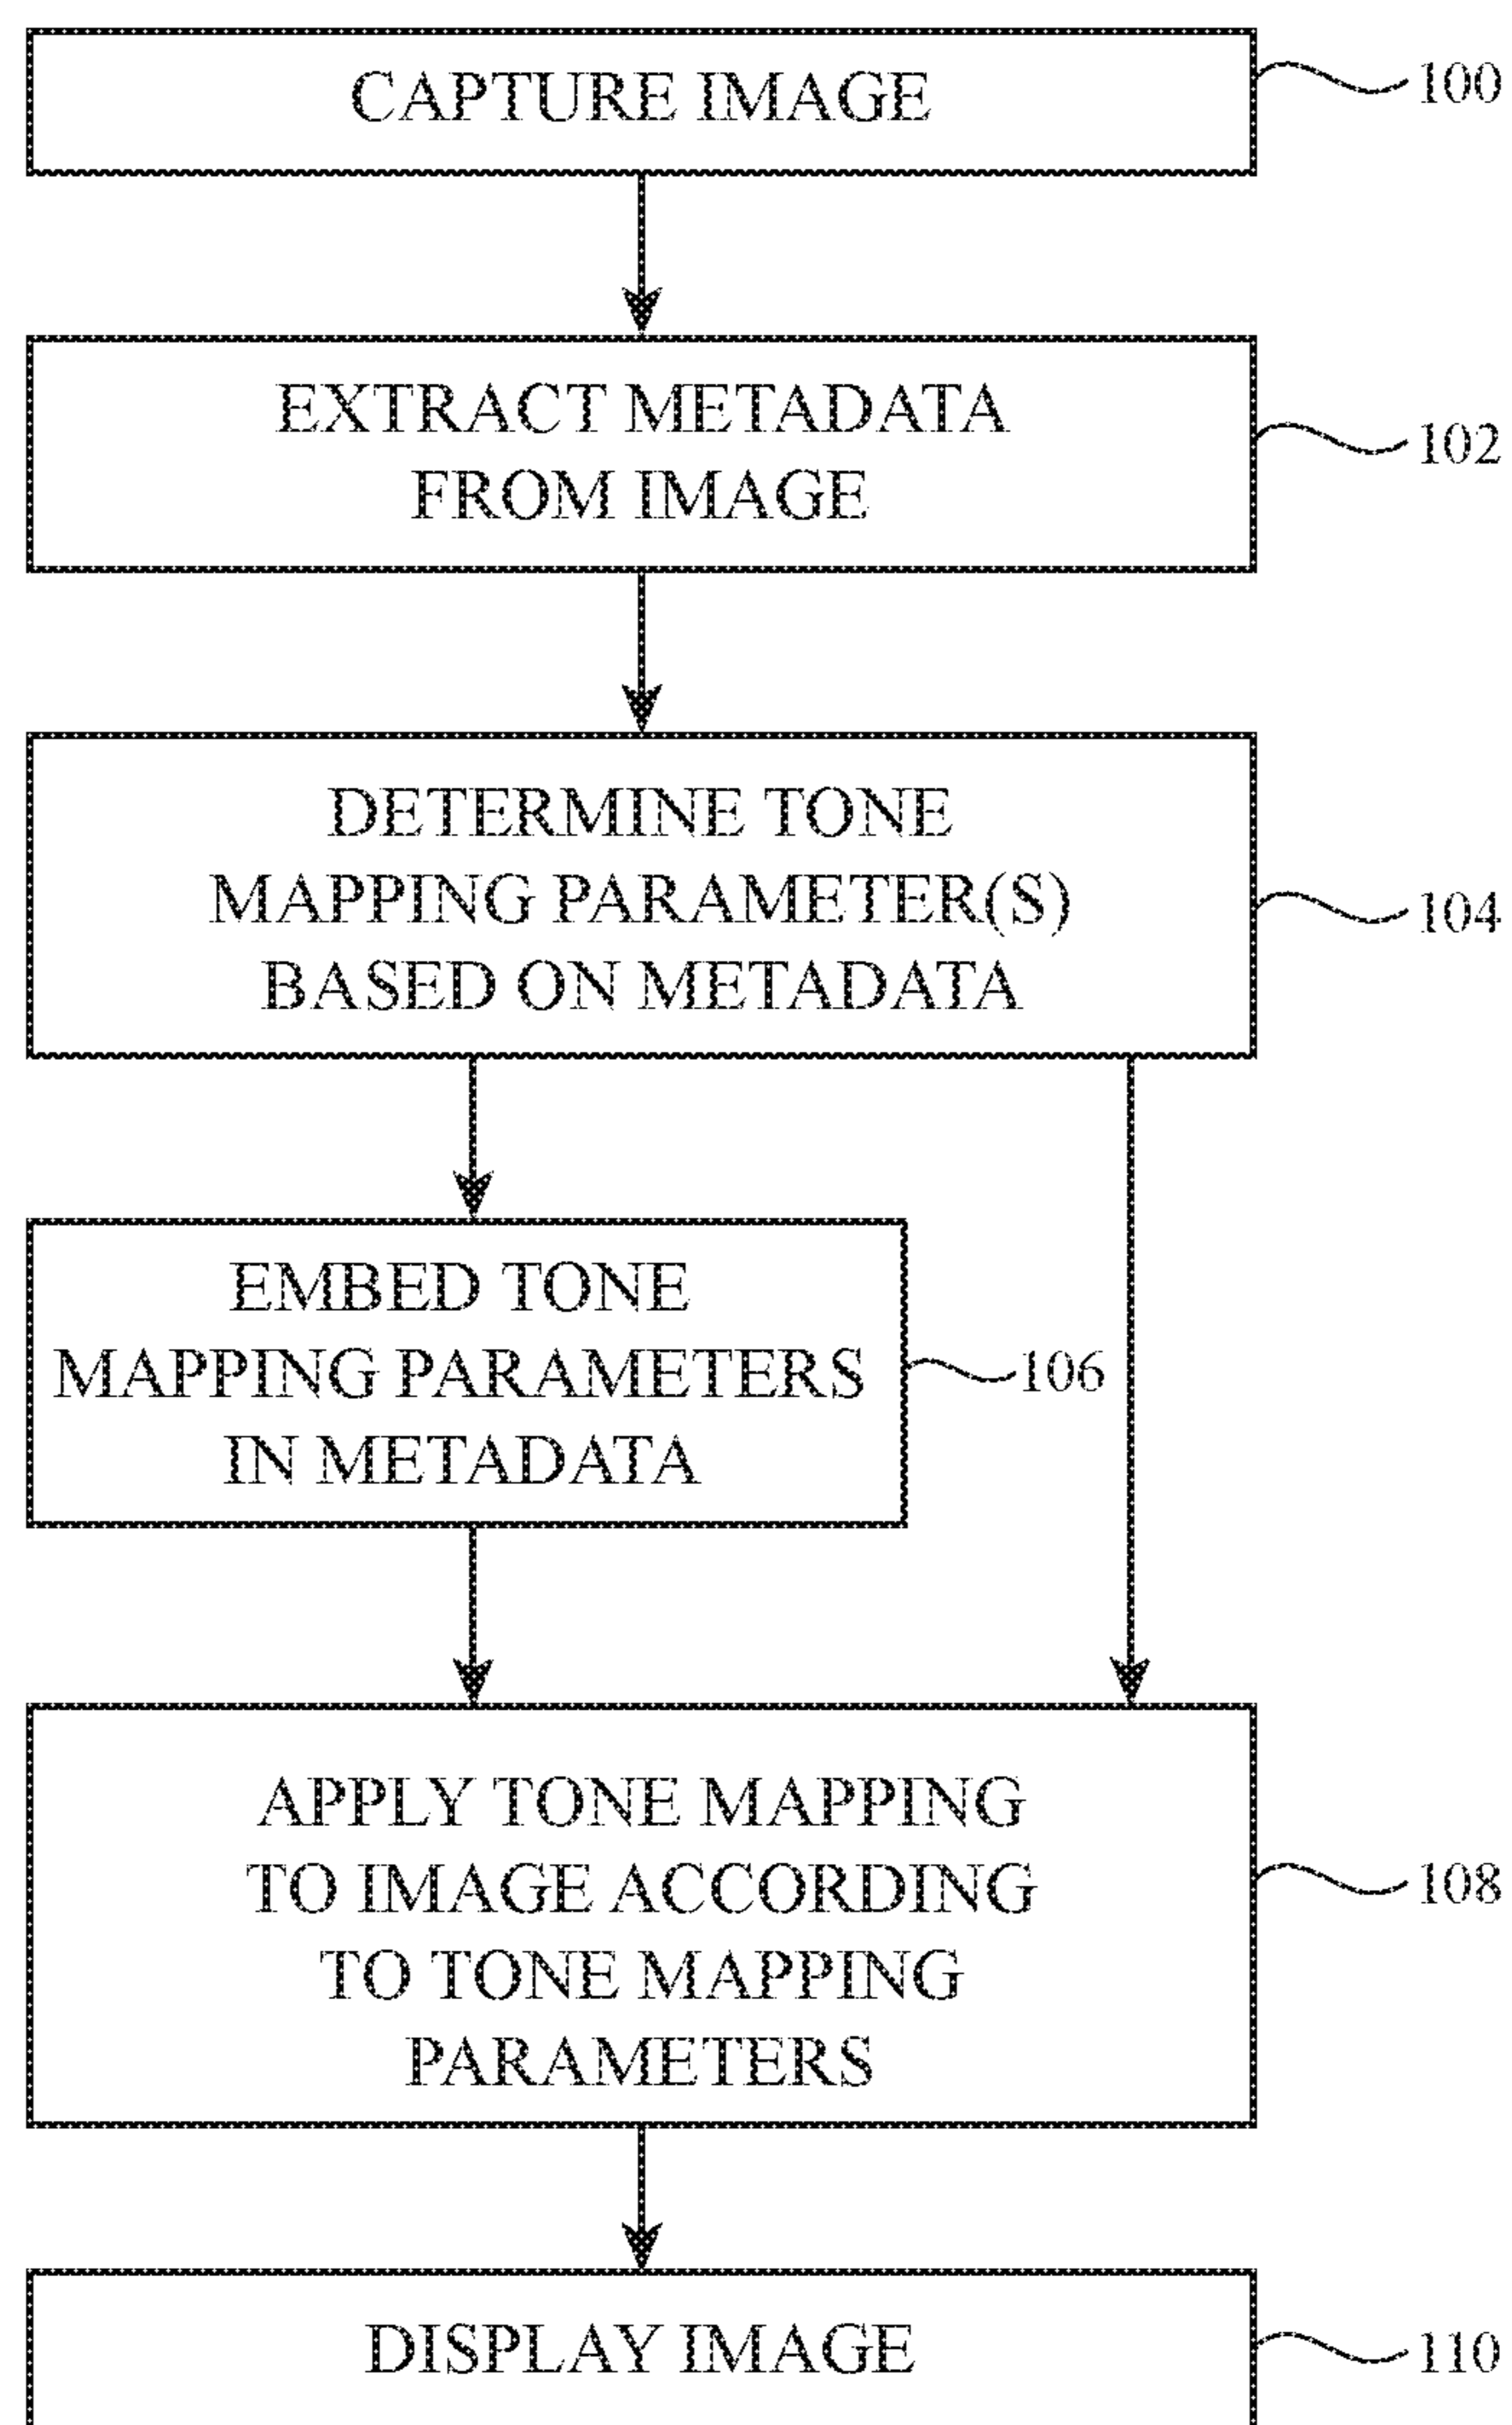 CAPTURE IMAGE
100
EXTRACT METADATA
FROM IMAGE
102
DETERMINE TONE
MAPPING PARAMETER(S)
BASED ON METADATA
104
EMBED TONE
MAPPING PARAMETERS
IN METADATA
106
APPLY TONE MAPPING
TO IMAGE ACCORDING
TO TONE MAPPING
PARAMETERS
108
DISPLAY IMAGE
110